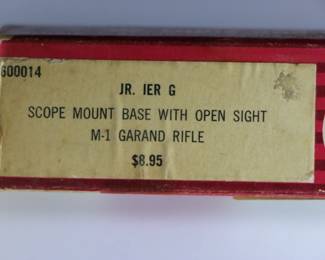 600014
JR. IER G
SCOPE MOUNT BASE WITH OPEN SIGHT
M-1 GARAND RIFLE
$8.95